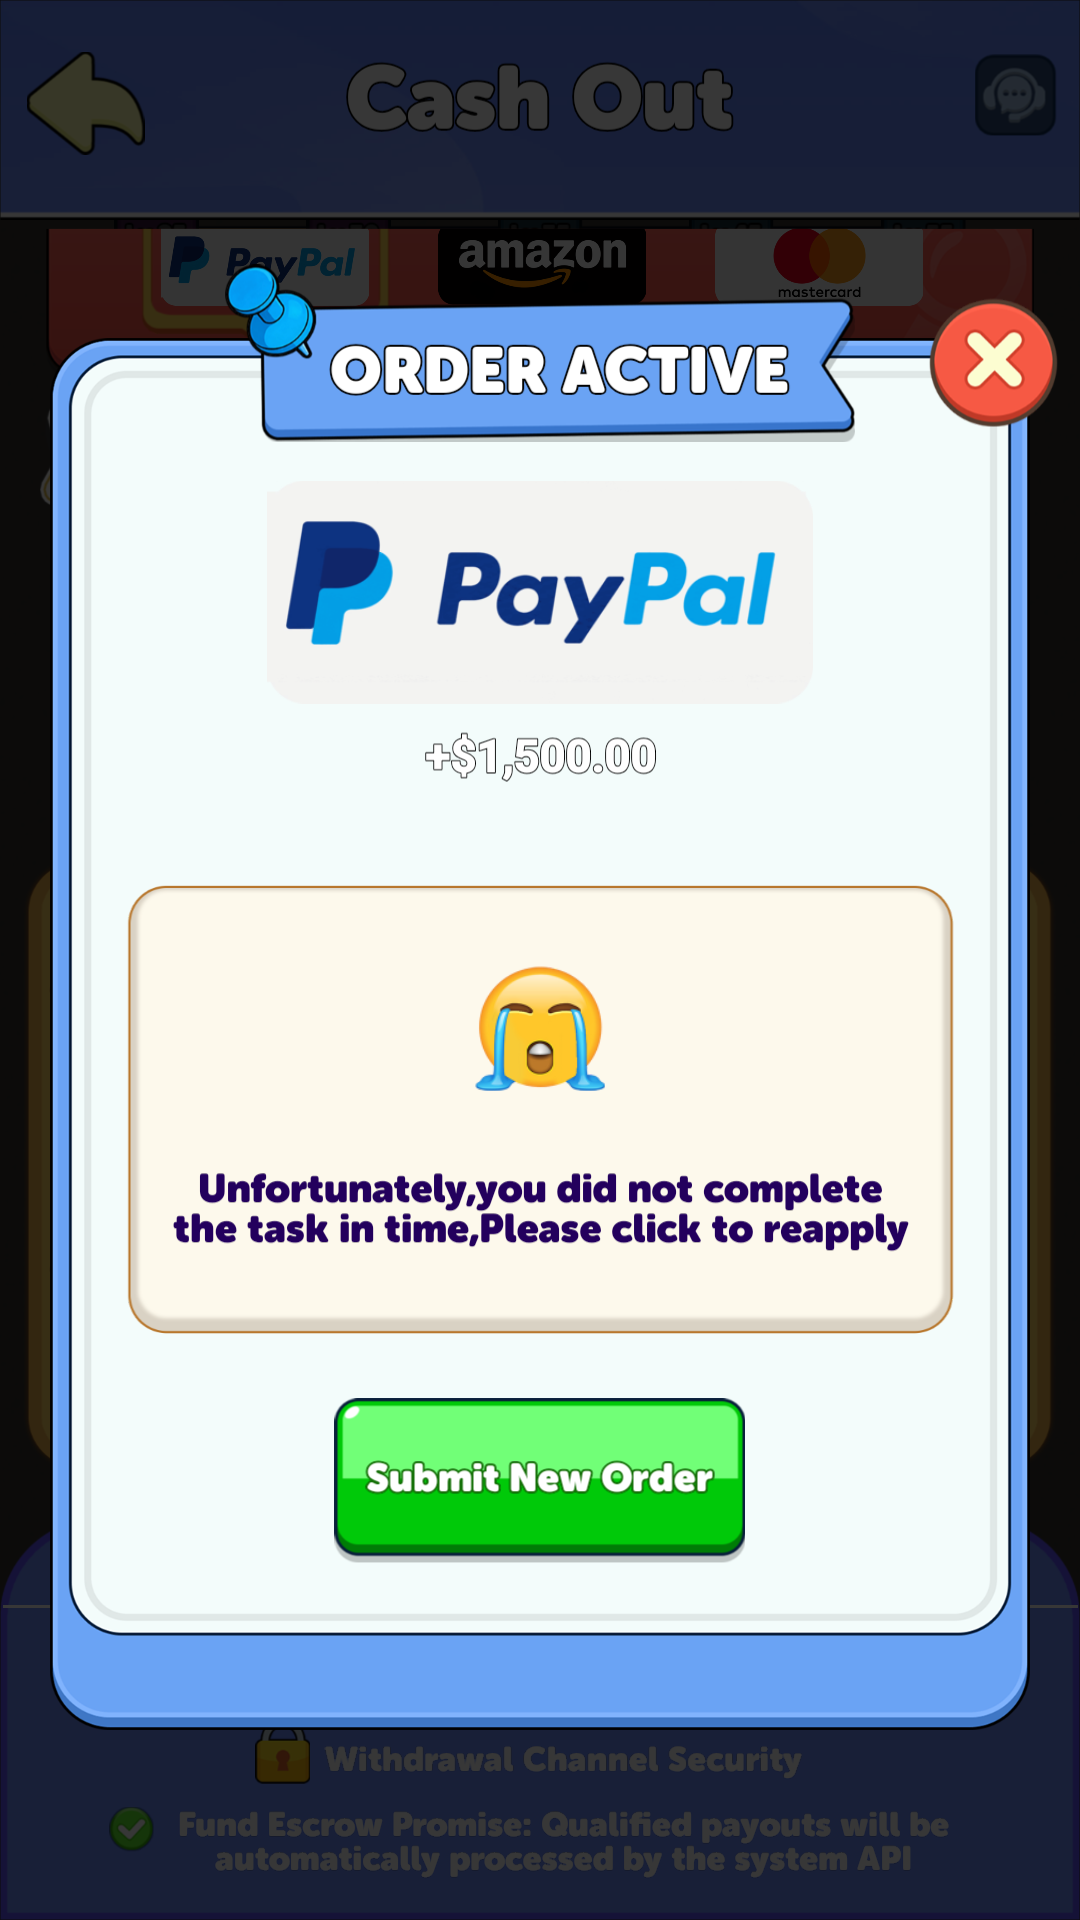 Cash Out
PayPal
amazon
mastercard
ORDER ACTIVE
PayPal
+$1,500.00
Unfortunately,you did not complete
the task in time,Please click to reapply
Submit New Order
Withdrawal Channel Security
Fund Escrow Promise: Qualified payouts will be
automatically processed by the system API